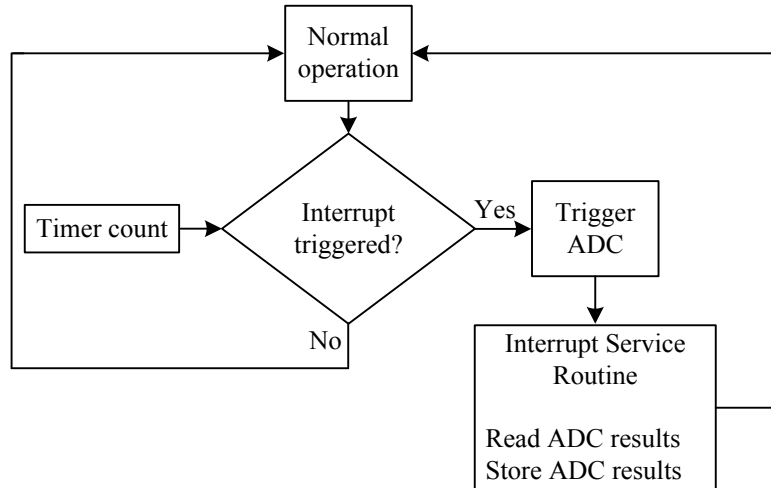 Normal
operation
Timer count
Interrupt
triggered?
Yes
Trigger
ADC
No
Interrupt Service
Routine
Read ADC results
Store ADC results